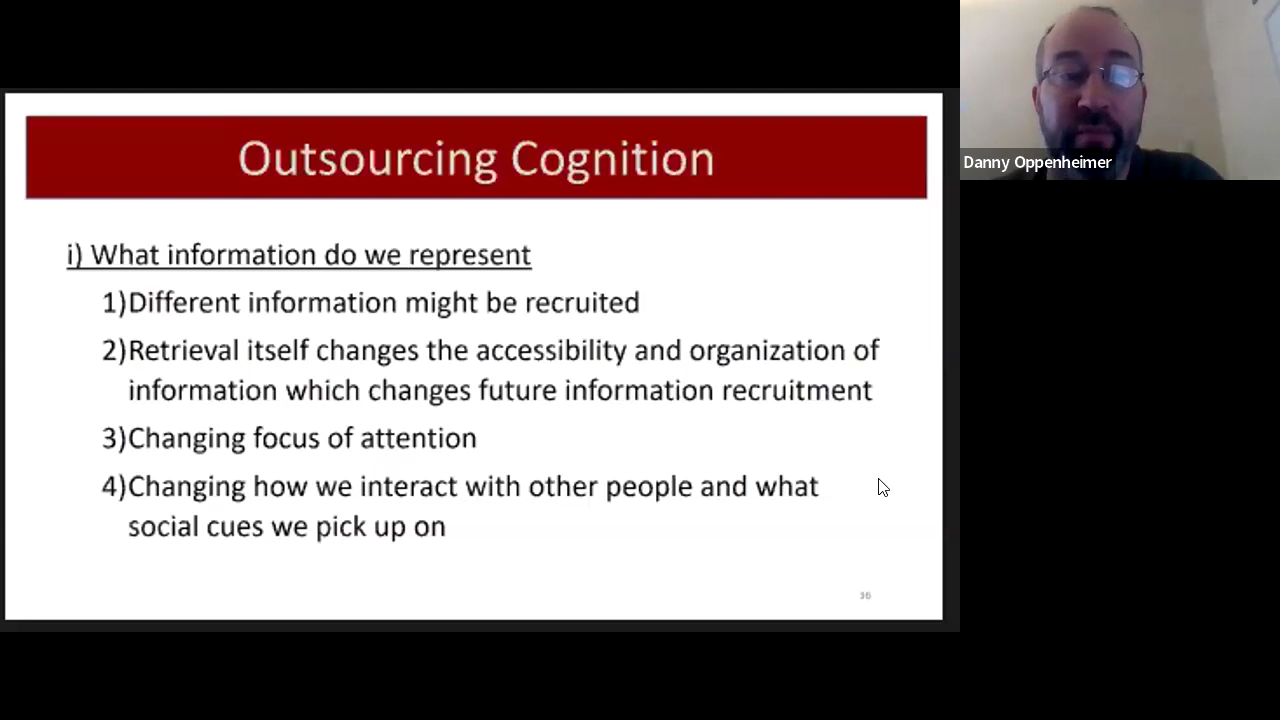 Outsourcing Cognition
i) What information do we represent
1)Different information might be recruited
2)Retrieval itself changes the accessibility and organization of
information which changes future information recruitment
3)Changing focus of attention
4)Changing how we interact with other people and what
social cues we pick up on
36
Danny Oppenheimer